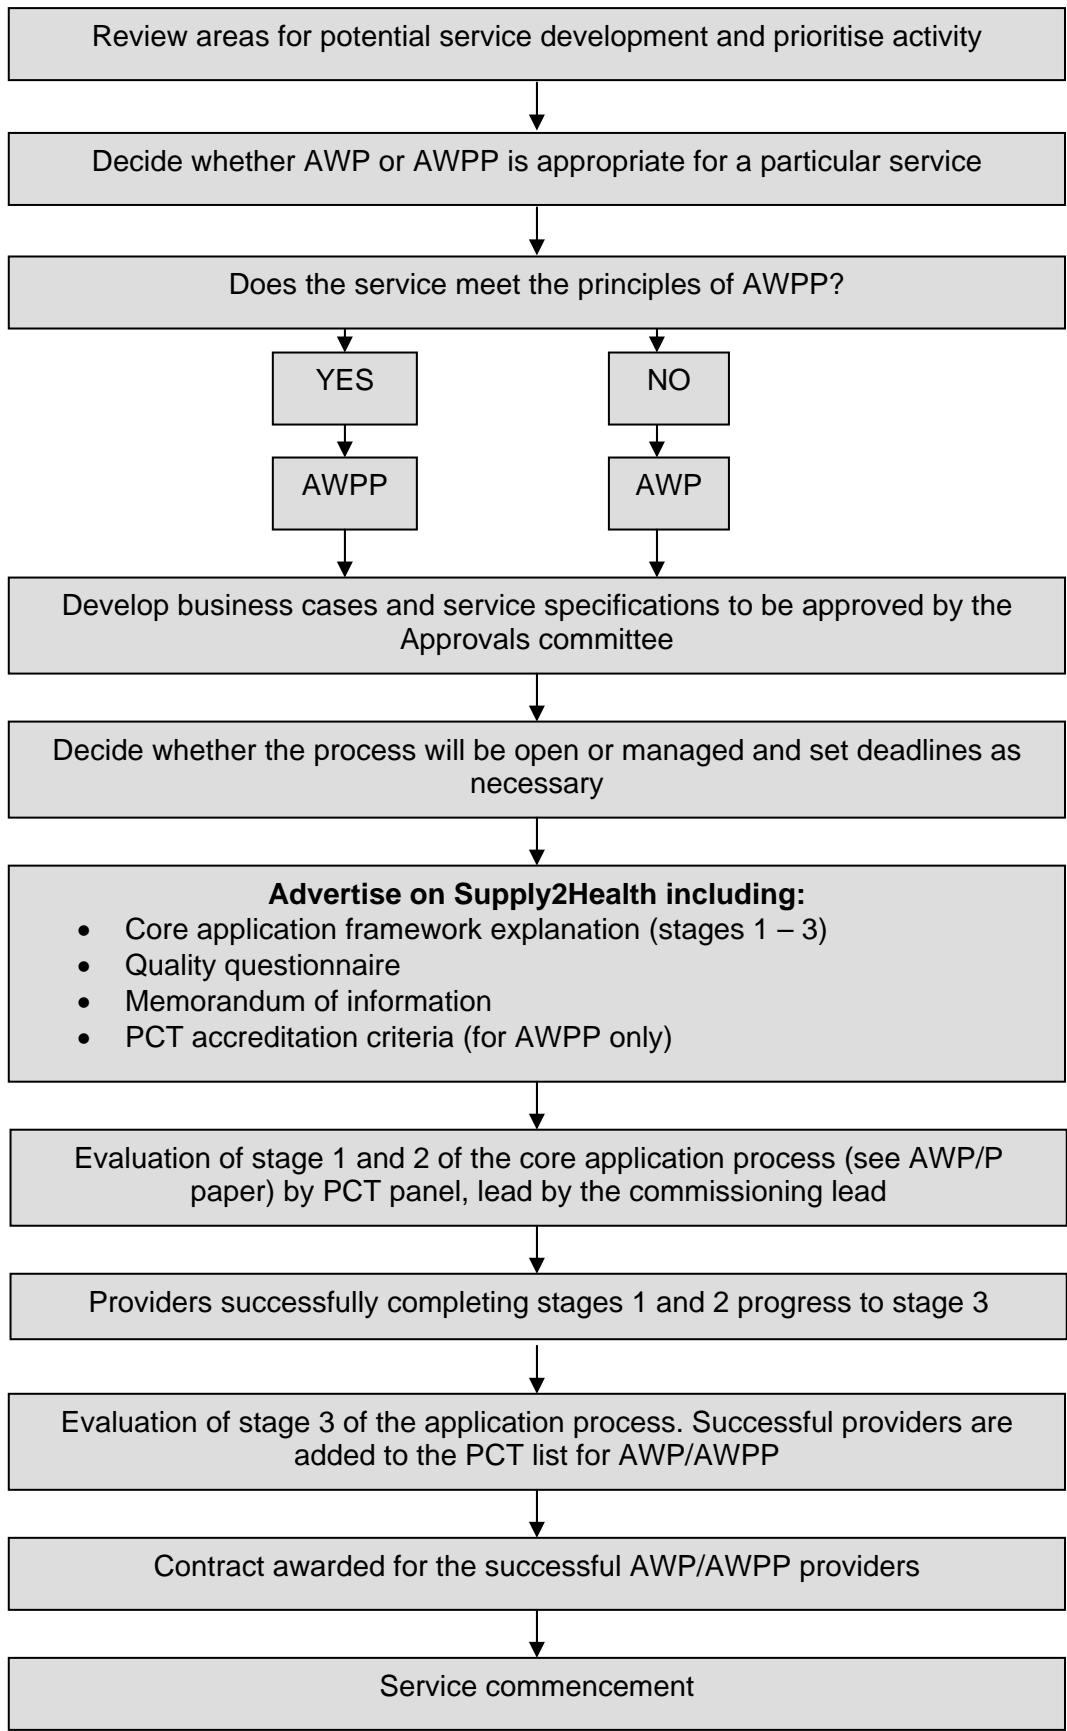 Review areas for potential service development and prioritise activity
Decide whether AWP or AWPP is appropriate for a particular service
Does the service meet the principles of AWPP?
YES
NO
AWPP
AWP
Develop business cases and service specifications to be approved by the
Approvals committee
Decide whether the process will be open or managed and set deadlines as
necessary
Advertise on Supply2Health including:
• Core application framework explanation (stages 1 – 3)
• Quality questionnaire
• Memorandum of information
• PCT accreditation criteria (for AWPP only)
Evaluation of stage 1 and 2 of the core application process (see AWP/P
paper) by PCT panel, lead by the commissioning lead
Providers successfully completing stages 1 and 2 progress to stage 3
Evaluation of stage 3 of the application process. Successful providers are
added to the PCT list for AWP/AWPP
Contract awarded for the successful AWP/AWPP providers
Service commencement